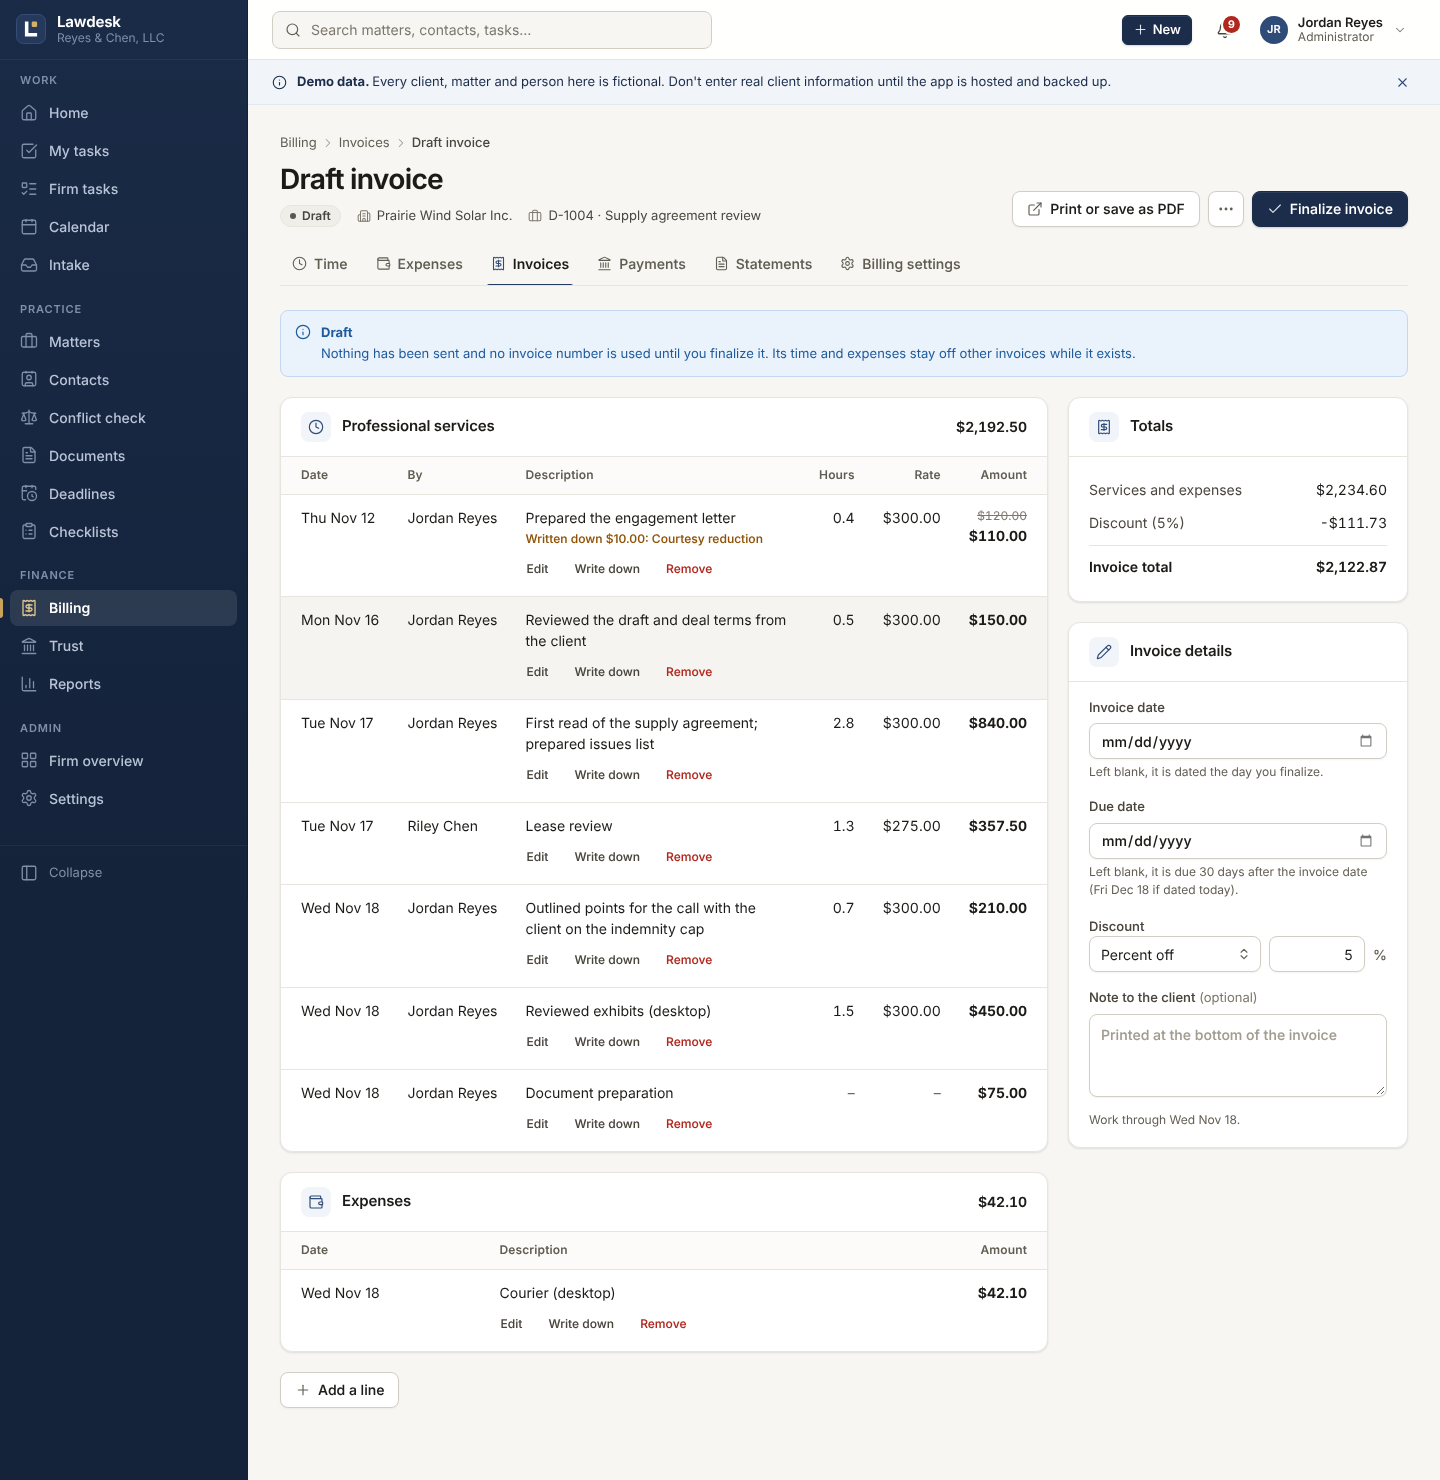 Lawdesk
Reyes & Chen, LLC
Search matters, contacts, tasks...
New
9
JR
Jordan Reyes
Administrator
WORK
Home
My tasks
Firm tasks
Calendar
Intake
PRACTICE
Matters
Contacts
Conflict check
Documents
Deadlines
Checklists
FINANCE
Billing
Trust
Reports
ADMIN
Firm overview
Settings
Collapse
Demo data. Every client, matter and person here is fictional. Don't enter real client information until the app is hosted and backed up.
Billing > Invoices > Draft invoice
Draft invoice
Draft Prairie Wind Solar Inc. D-1004 · Supply agreement review
Print or save as PDF ··· Finalize invoice
Time Expenses Invoices Payments Statements Billing settings
Draft
Nothing has been sent and no invoice number is used until you finalize it. Its time and expenses stay off other invoices while it exists.
Professional services $2,192.50
Date By Description Hours Rate Amount
Thu Nov 12 Jordan Reyes Prepared the engagement letter 0.4 $300.00 $120.00
$110.00
Written down $10.00: Courtesy reduction
Edit Write down Remove
Mon Nov 16 Jordan Reyes Reviewed the draft and deal terms from 0.5 $300.00 $150.00
the client
Edit Write down Remove
Tue Nov 17 Jordan Reyes First read of the supply agreement; 2.8 $300.00 $840.00
prepared issues list
Edit Write down Remove
Tue Nov 17 Riley Chen Lease review 1.3 $275.00 $357.50
Edit Write down Remove
Wed Nov 18 Jordan Reyes Outlined points for the call with the 0.7 $300.00 $210.00
client on the indemnity cap
Edit Write down Remove
Wed Nov 18 Jordan Reyes Reviewed exhibits (desktop) 1.5 $300.00 $450.00
Edit Write down Remove
Wed Nov 18 Jordan Reyes Document preparation – – $75.00
Edit Write down Remove
Expenses $42.10
Date Description Amount
Wed Nov 18 Courier (desktop) $42.10
Edit Write down Remove
Add a line
Totals
Services and expenses $2,234.60
Discount (5%) -$111.73
Invoice total $2,122.87
Invoice details
Invoice date
mm/dd/yyyy
Left blank, it is dated the day you finalize.
Due date
mm/dd/yyyy
Left blank, it is due 30 days after the invoice date
(Fri Dec 18 if dated today).
Discount
Percent off 5 %
Note to the client (optional)
Printed at the bottom of the invoice
Work through Wed Nov 18.